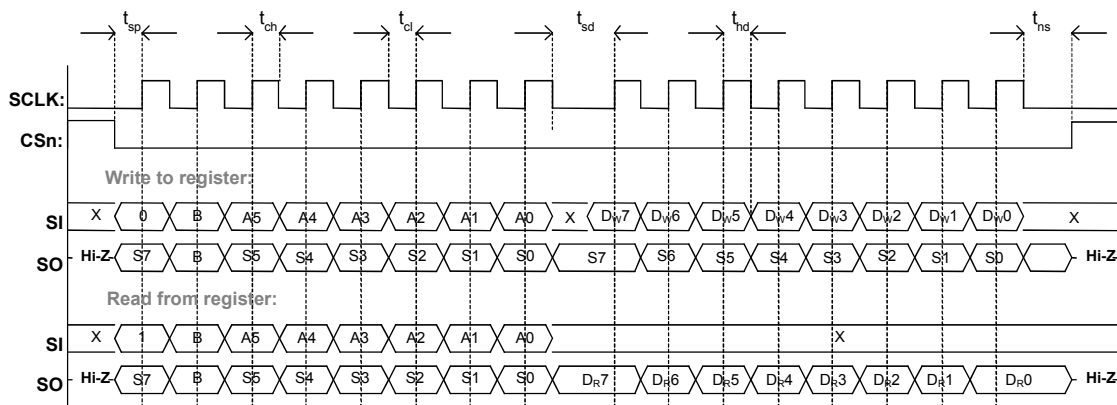 tsp tch tcl tsd thd tns
SCLK:
CSn:
Write to register:
SI X 0 B A5 A4 A3 A2 A1 A0 X DW7 DW6 DW5 DW4 DW3 DW2 DW1 DW0 X
SO Hi-Z S7 B S5 S4 S3 S2 S1 S0 S7 S6 S5 S4 S3 S2 S1 S0 Hi-Z
Read from register:
SI X 1 B A5 A4 A3 A2 A1 A0 X
SO Hi-Z S7 B S5 S4 S3 S2 S1 S0 DR7 DR6 DR5 DR4 DR3 DR2 DR1 DR0 Hi-Z